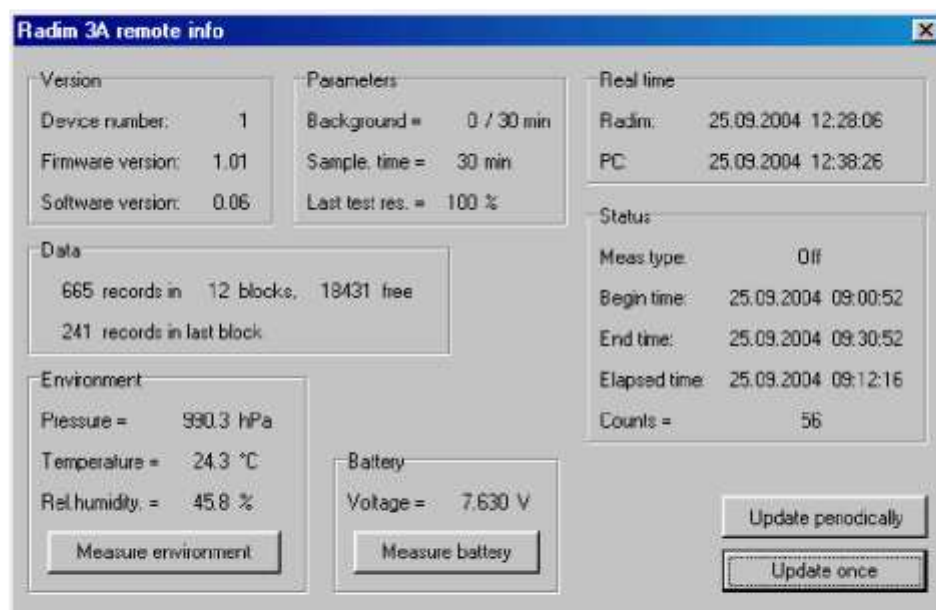 Radim 3A remote info
Version
Device number: 1
Firmware version: 1.01
Software version: 0.06
Parameters
Background = 0 / 30 min
Sample. time = 30 min
Last test res. = 100 %
Real time
Radim: 25.09.2004 12:28:06
PC: 25.09.2004 12:38:26
Data
665 records in 12 blocks, 18431 free
241 records in last block
Status
Meas type: Off
Begin time: 25.09.2004 09:00:52
End time: 25.09.2004 09:30:52
Elapsed time: 25.09.2004 09:12:16
Counts = 56
Environment
Pressure = 990.3 hPa
Temperature = 24.3 °C
Rel.humidity. = 45.8 %
Measure environment
Battery
Voltage = 7.630 V
Measure battery
Update periodically
Update once